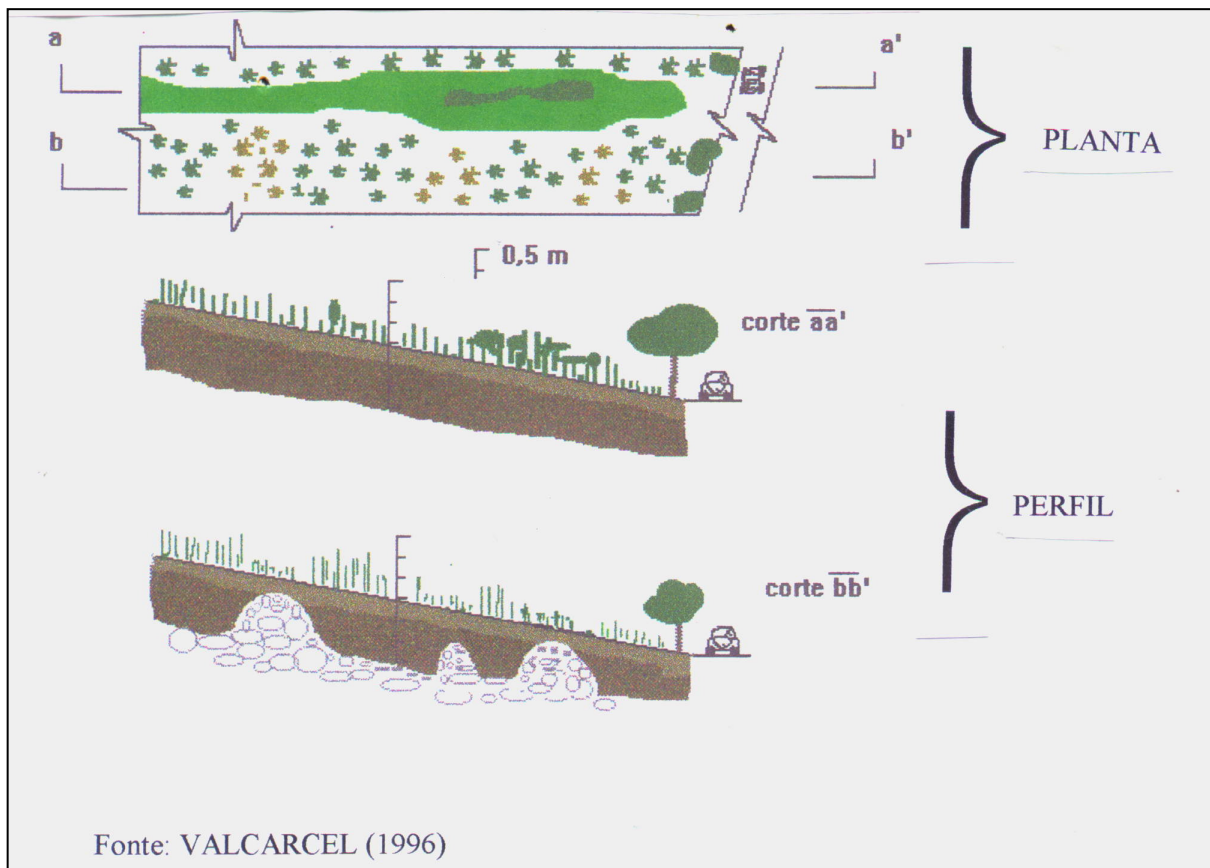 a
a'
b
b'
PLANTA
0,5 m
corte aa'
corte bb'
PERFIL
Fonte: VALCARCEL (1996)